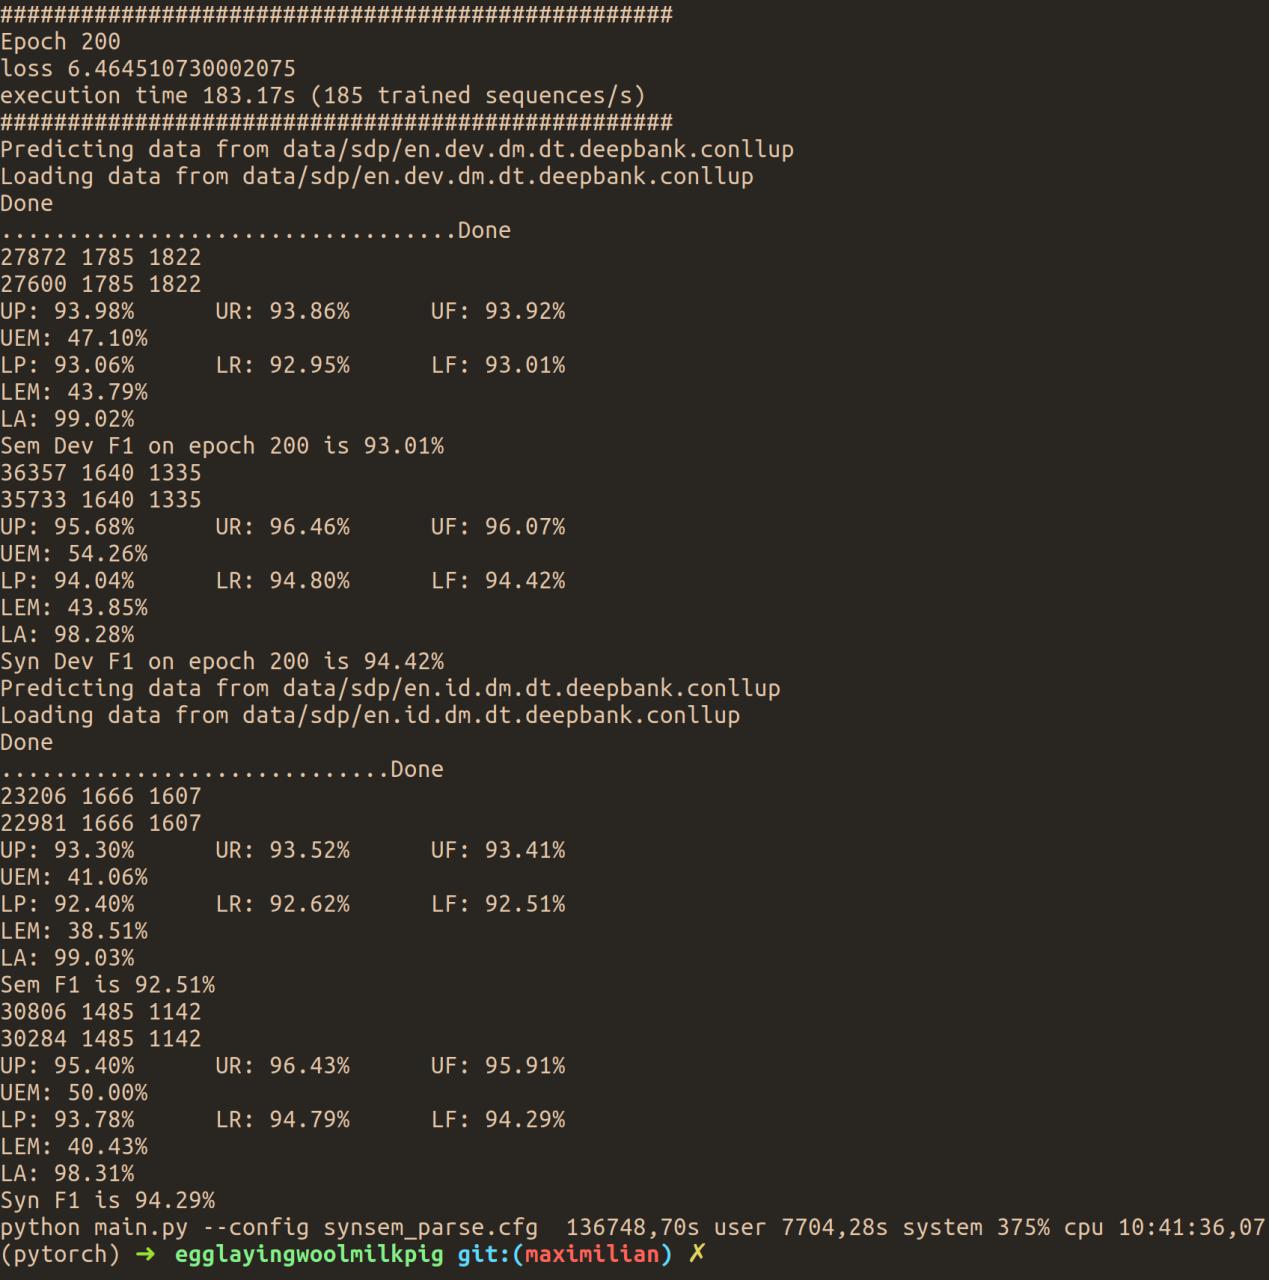 ##################################################
Epoch 200
loss 6.464510730002075
execution time 183.17s (185 trained sequences/s)
##################################################
Predicting data from data/sdp/en.dev.dm.dt.deepbank.conllup
Loading data from data/sdp/en.dev.dm.dt.deepbank.conllup
Done
..................................Done
27872 1785 1822
27600 1785 1822
UP: 93.98%      UR: 93.86%      UF: 93.92%
UEM: 47.10%
LP: 93.06%      LR: 92.95%      LF: 93.01%
LEM: 43.79%
LA: 99.02%
Sem Dev F1 on epoch 200 is 93.01%
36357 1640 1335
35733 1640 1335
UP: 95.68%      UR: 96.46%      UF: 96.07%
UEM: 54.26%
LP: 94.04%      LR: 94.80%      LF: 94.42%
LEM: 43.85%
LA: 98.28%
Syn Dev F1 on epoch 200 is 94.42%
Predicting data from data/sdp/en.id.dm.dt.deepbank.conllup
Loading data from data/sdp/en.id.dm.dt.deepbank.conllup
Done
.............................Done
23206 1666 1607
22981 1666 1607
UP: 93.30%      UR: 93.52%      UF: 93.41%
UEM: 41.06%
LP: 92.40%      LR: 92.62%      LF: 92.51%
LEM: 38.51%
LA: 99.03%
Sem F1 is 92.51%
30806 1485 1142
30284 1485 1142
UP: 95.40%      UR: 96.43%      UF: 95.91%
UEM: 50.00%
LP: 93.78%      LR: 94.79%      LF: 94.29%
LEM: 40.43%
LA: 98.31%
Syn F1 is 94.29%
python main.py --config synsem_parse.cfg  136748,70s user 7704,28s system 375% cpu 10:41:36,07
(pytorch) ➜ egglayingwoolmilkpig git:(maximilian) ✗